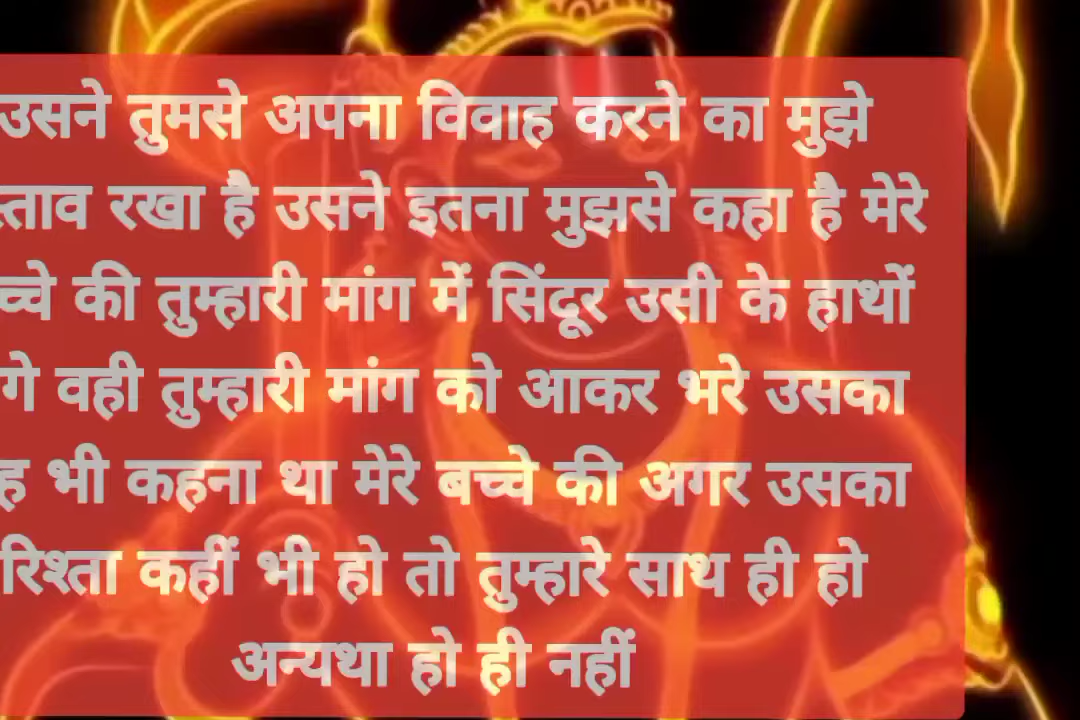 उसने तुमसे अपना विवाह करने का मुझे
स्ताव रखा है उसने इतना मुझसे कहा है मेरे
च्चे की तुम्हारी मांग में सिंदूर उसी के हाथों
गे वही तुम्हारी मांग को आकर भरे उसका
ह भी कहना था मेरे बच्चे की अगर उसका
रिश्ता कहीं भी हो तो तुम्हारे साथ ही हो
अन्यथा हो ही नहीं